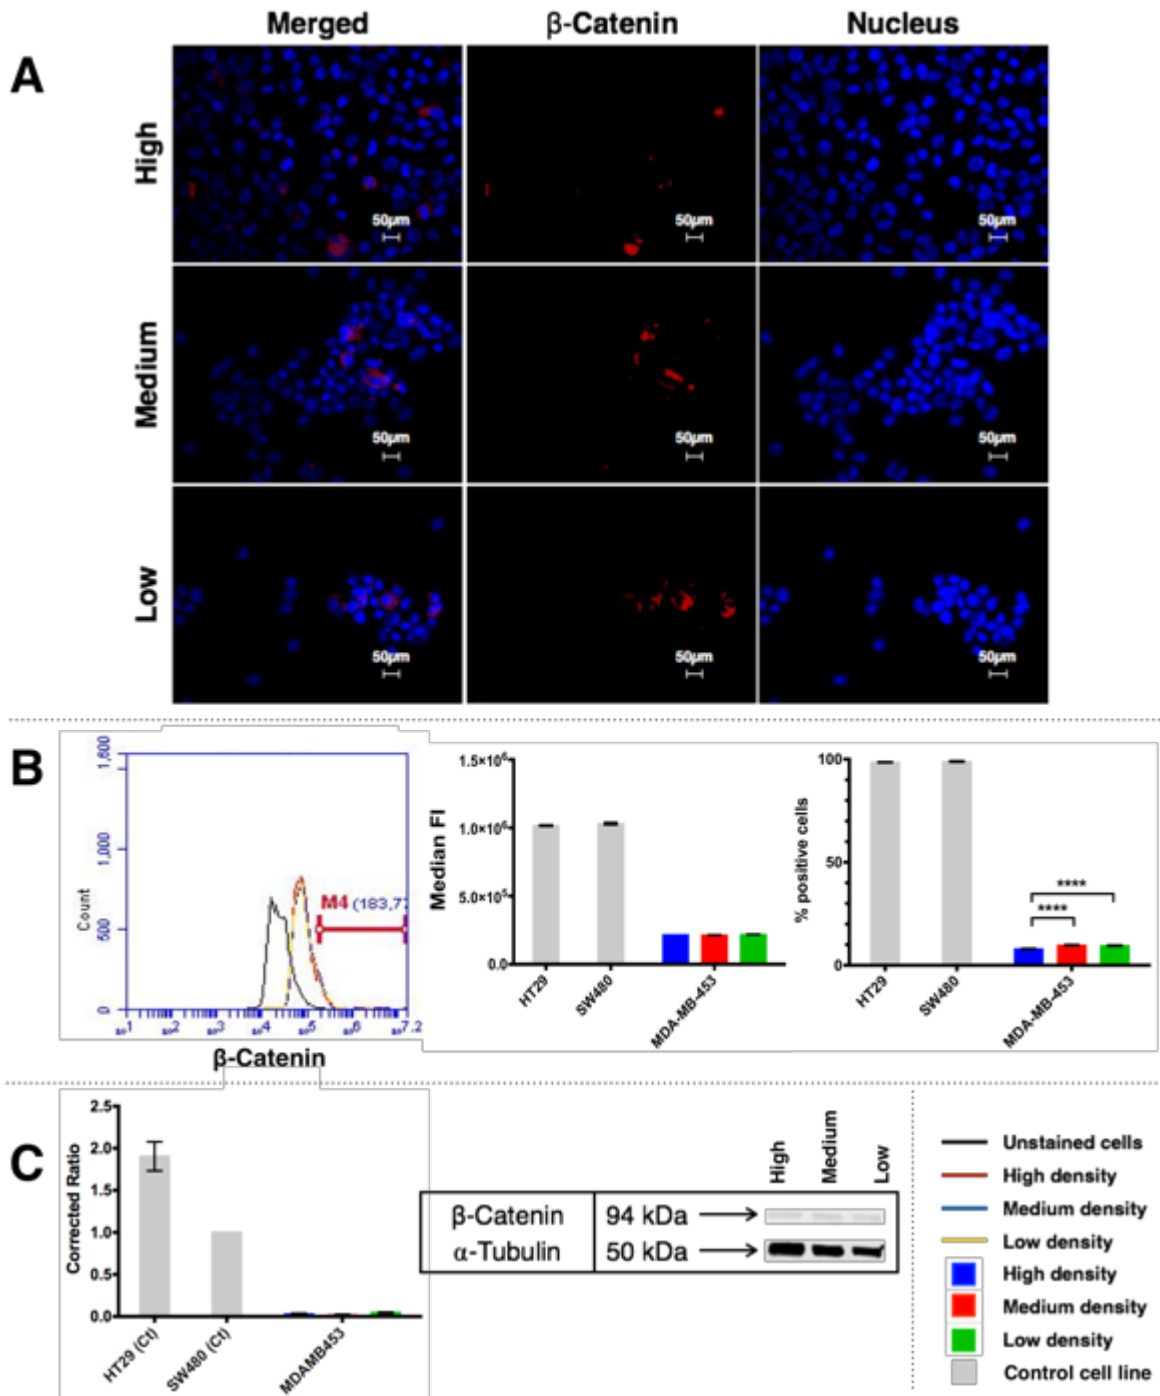 Merged β-Catenin Nucleus
A
High
50μm 50μm 50μm
Medium
50μm 50μm 50μm
Low
50μm 50μm 50μm
B
Count
1,600
1,000
500
0
M4 (183,77
β-Catenin
Median FI
1.5×10⁶
1.0×10⁶
5.0×10⁵
0.0
HT29
SW480
MDA-MB-453
% positive cells
100
50
0
****
****
HT29
SW480
MDA-MB-453
C
Corrected Ratio
2.5
2.0
1.5
1.0
0.5
0.0
HT29 (Ct)
SW480 (Ct)
MDAMB453
High Medium Low
β-Catenin 94 kDa
α-Tubulin 50 kDa
Unstained cells
High density
Medium density
Low density
High density
Medium density
Low density
Control cell line